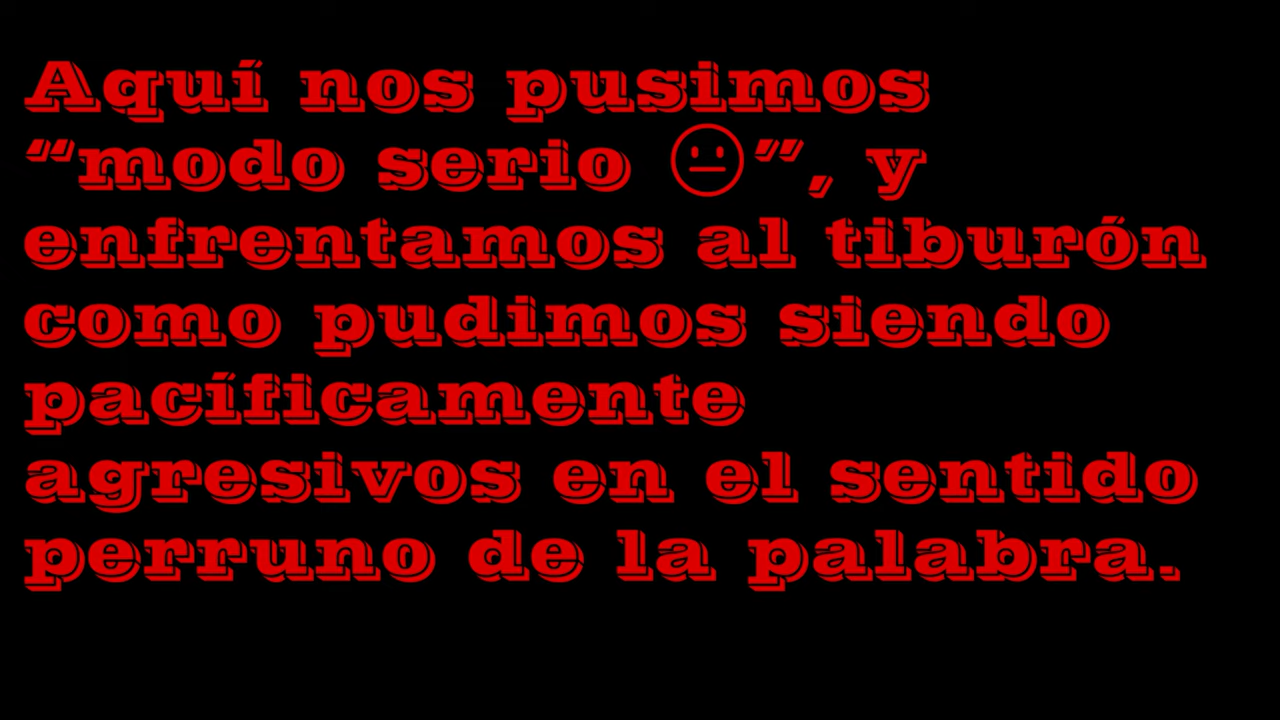 Aquí nos pusimos
“modo serio 😐”, y
enfrentamos al tiburón
como pudimos siendo
pacíficamente
agresivos en el sentido
perruno de la palabra.